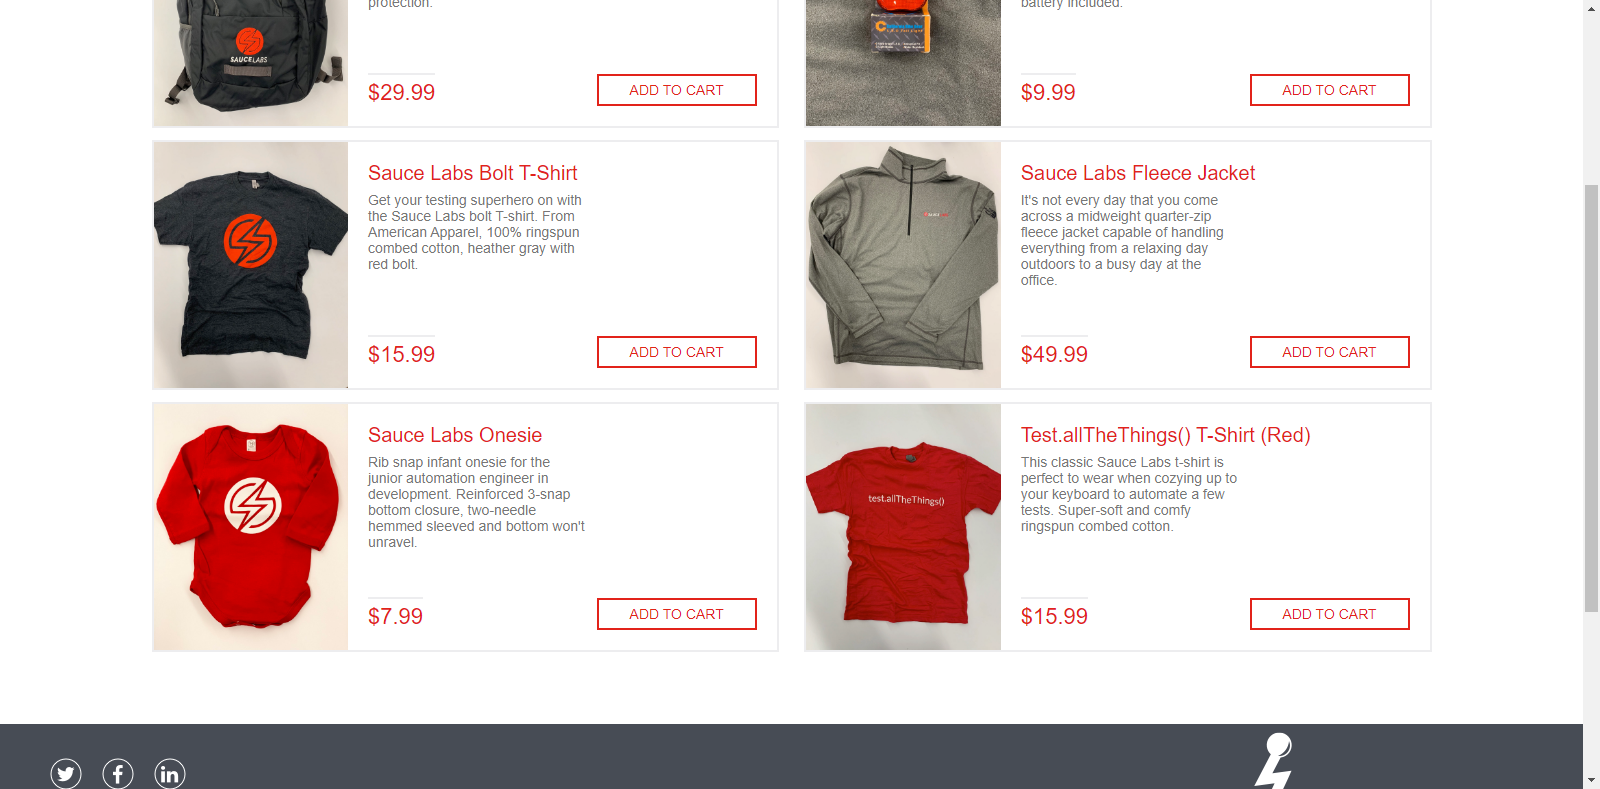 protection.
SAUCELABS
$29.99
ADD TO CART
battery included.
$9.99
ADD TO CART
Sauce Labs Bolt T-Shirt
Get your testing superhero on with
the Sauce Labs bolt T-shirt. From
American Apparel, 100% ringspun
combed cotton, heather gray with
red bolt.
$15.99
ADD TO CART
Sauce Labs Fleece Jacket
It's not every day that you come
across a midweight quarter-zip
fleece jacket capable of handling
everything from a relaxing day
outdoors to a busy day at the
office.
$49.99
ADD TO CART
Sauce Labs Onesie
Rib snap infant onesie for the
junior automation engineer in
development. Reinforced 3-snap
bottom closure, two-needle
hemmed sleeved and bottom won't
unravel.
$7.99
ADD TO CART
test.allTheThings()
Test.allTheThings() T-Shirt (Red)
This classic Sauce Labs t-shirt is
perfect to wear when cozying up to
your keyboard to automate a few
tests. Super-soft and comfy
ringspun combed cotton.
$15.99
ADD TO CART